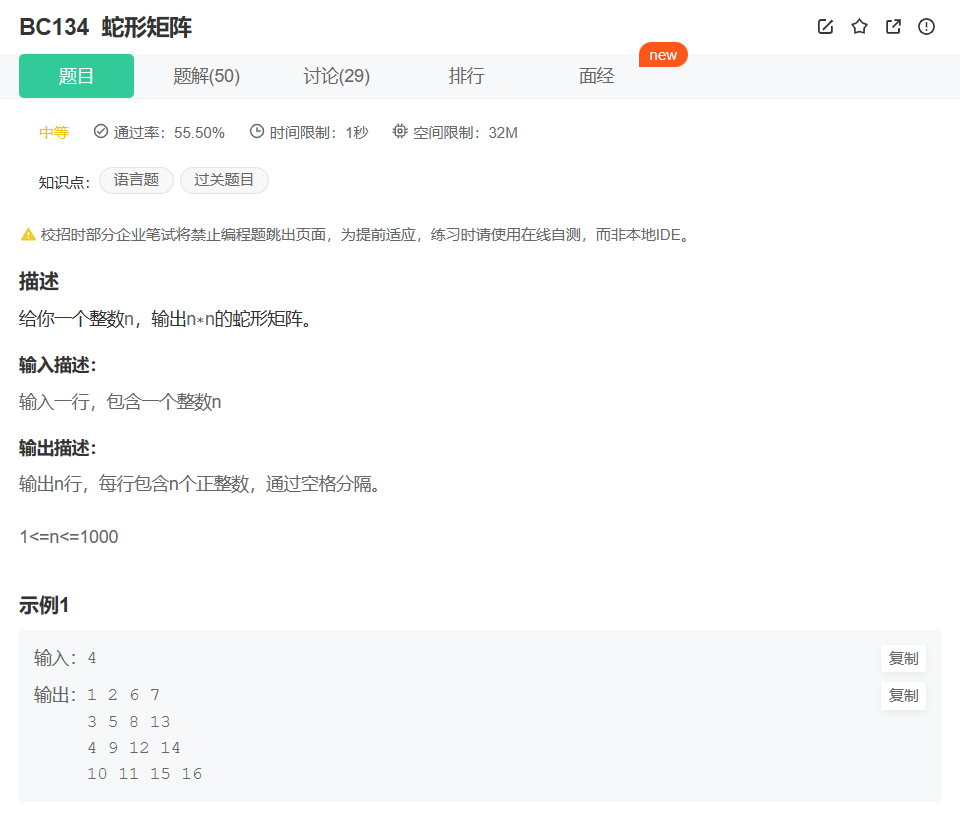 BC134 蛇形矩阵
题目 题解(50) 讨论(29) 排行 面经 new
中等 通过率：55.50% 时间限制：1秒 空间限制：32M
知识点： 语言题 过关题目
校招时部分企业笔试将禁止编程题跳出页面，为提前适应，练习时请使用在线自测，而非本地IDE。
描述
给你一个整数n，输出n∗n的蛇形矩阵。
输入描述：
输入一行，包含一个整数n
输出描述：
输出n行，每行包含n个正整数，通过空格分隔。
1<=n<=1000
示例1
输入：4 复制
输出：1 2 6 7 复制
3 5 8 13
4 9 12 14
10 11 15 16